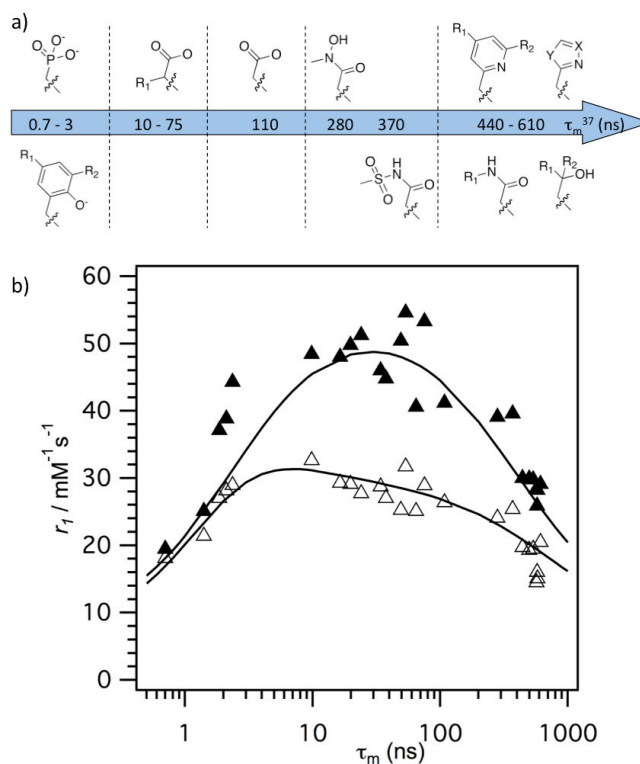 a)
OH
O O⁻ O O N O R₁ R₂ X
P O⁻ R₁ N Y N
0.7 - 3 10 - 75 110 280 370 440 - 610 τₘ³⁷ (ns)
R₁ R₂ O⁻ O S O H N O R₁ H N O R₁ R₂ OH
b)
60
50
40
30
20
10
0
r₁ / mM⁻¹s⁻¹
1 10 100 1000
τₘ (ns)